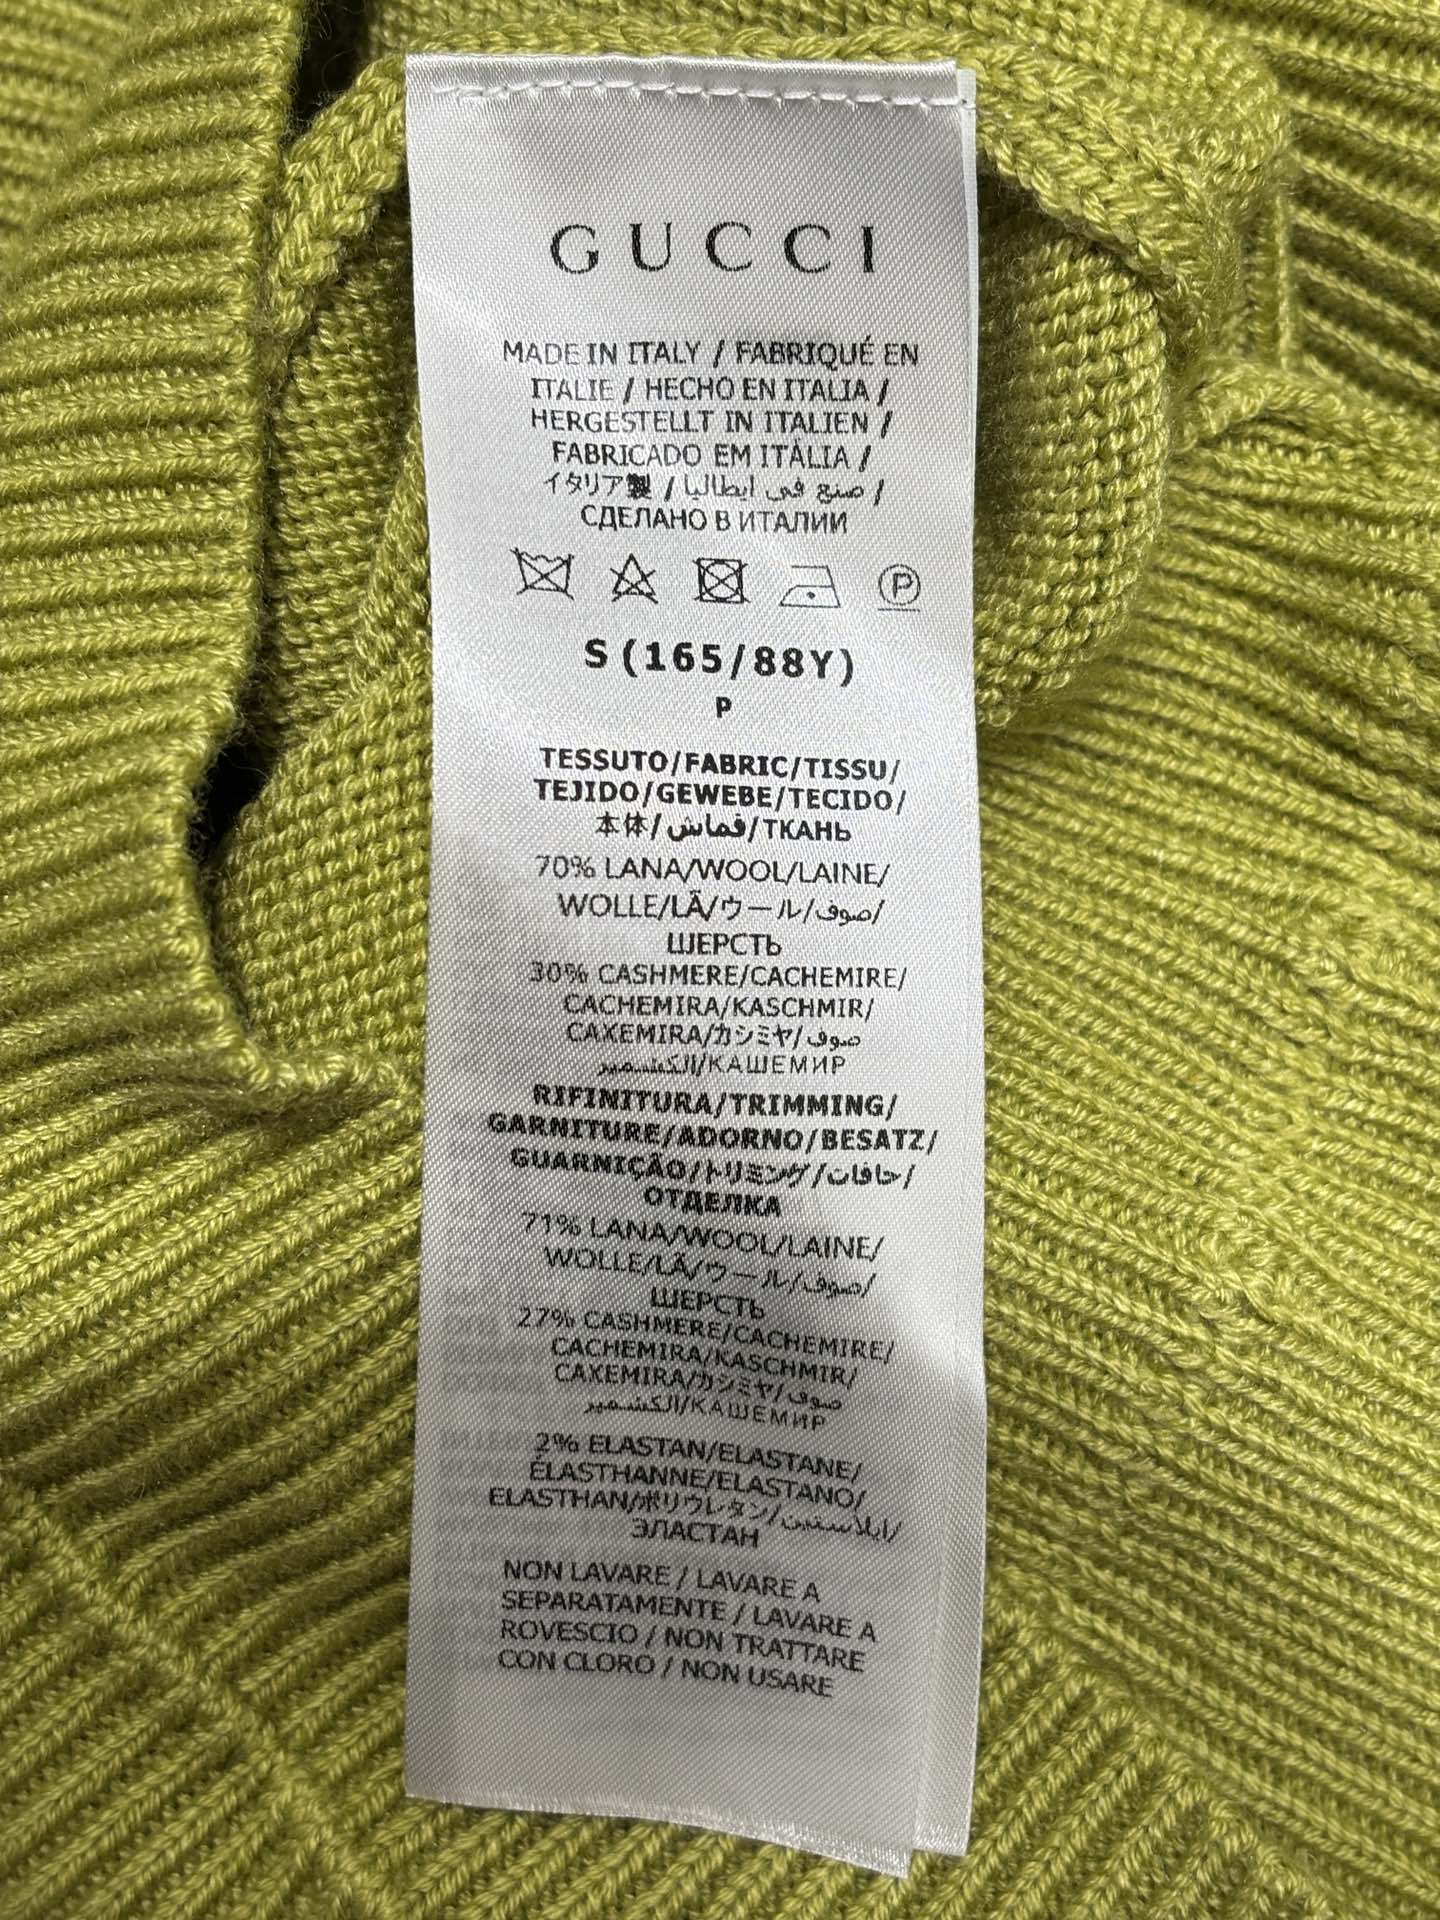 GUCCI
MADE IN ITALY / FABRIQUÉ EN
ITALIE / HECHO EN ITALIA /
HERGESTELLT IN ITALIEN /
FABRICADO EM ITÁLIA /
イタリア製 / صنع في ايطاليا /
СДЕЛАНО В ИТАЛИИ
P
S (165/88Y)
P
TESSUTO/FABRIC/TISSU/
TEJIDO/GEWEBE/TECIDO/
本体/قماش/ТКАНЬ
70% LANA/WOOL/LAINE/
WOLLE/LÃ/ウール/صوف/
ШЕРСТЬ
30% CASHMERE/CACHEMIRE/
CACHEMIRA/KASCHMIR/
CAXEMIRA/カシミヤ/صوف
الكشمير/КАШЕМИР
RIFINITURA/TRIMMING/
GARNITURE/ADORNO/BESATZ/
GUARNIÇÃO/トリミング/حافات/
ОТДЕЛКА
71% LANA/WOOL/LAINE/
WOLLE/LÃ/ウール/صوف/
ШЕРСТЬ
27% CASHMERE/CACHEMIRE/
CACHEMIRA/KASCHMIR/
CAXEMIRA/カシミヤ/صوف
الكشمير/КАШЕМИР
2% ELASTAN/ELASTANE/
ÉLASTHANNE/ELASTANO/
ELASTHAN/ポリウレタン/ايلاستين/
ЭЛАСТАН
NON LAVARE / LAVARE A
SEPARATAMENTE / LAVARE A
ROVESCIO / NON TRATTARE
CON CLORO / NON USARE